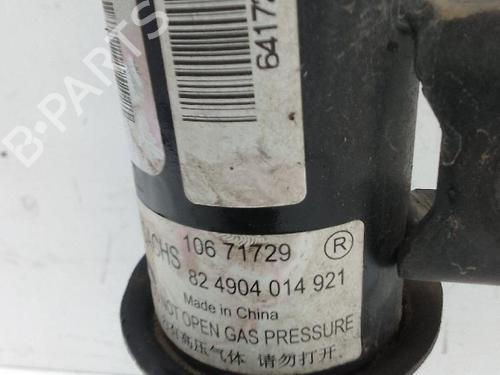 B-PARTS
6417
10671729 R
82 4904 014 921
Made in China
NOT OPEN GAS PRESSURE
高压气体 请勿打开.